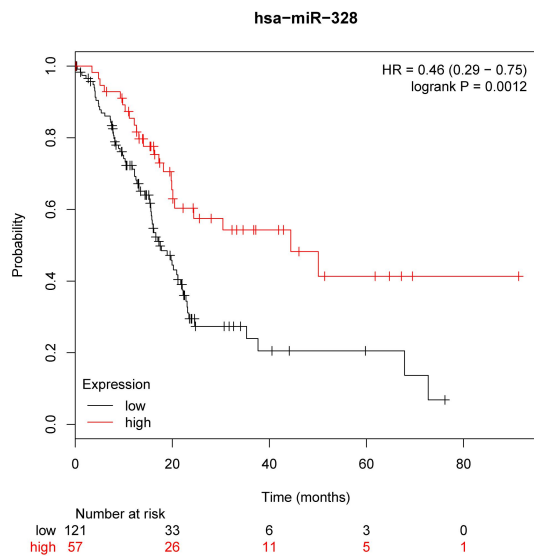 hsa−miR−328
HR = 0.46 (0.29 − 0.75)
logrank P = 0.0012
1.0
0.8
0.6
0.4
0.2
0.0
Probability
Expression
low
high
0 20 40 60 80
Time (months)
Number at risk
low 121 33 6 3 0
high 57 26 11 5 1